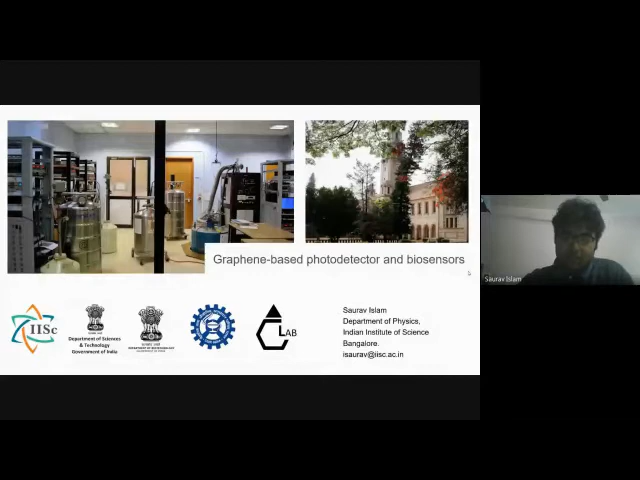 Graphene-based photodetector and biosensors
Saurav Islam
IISc
Department of Sciences
& Technology
Government of India
LAB
Saurav Islam
Department of Physics,
Indian Institute of Science
Bangalore.
isaurav@iisc.ac.in